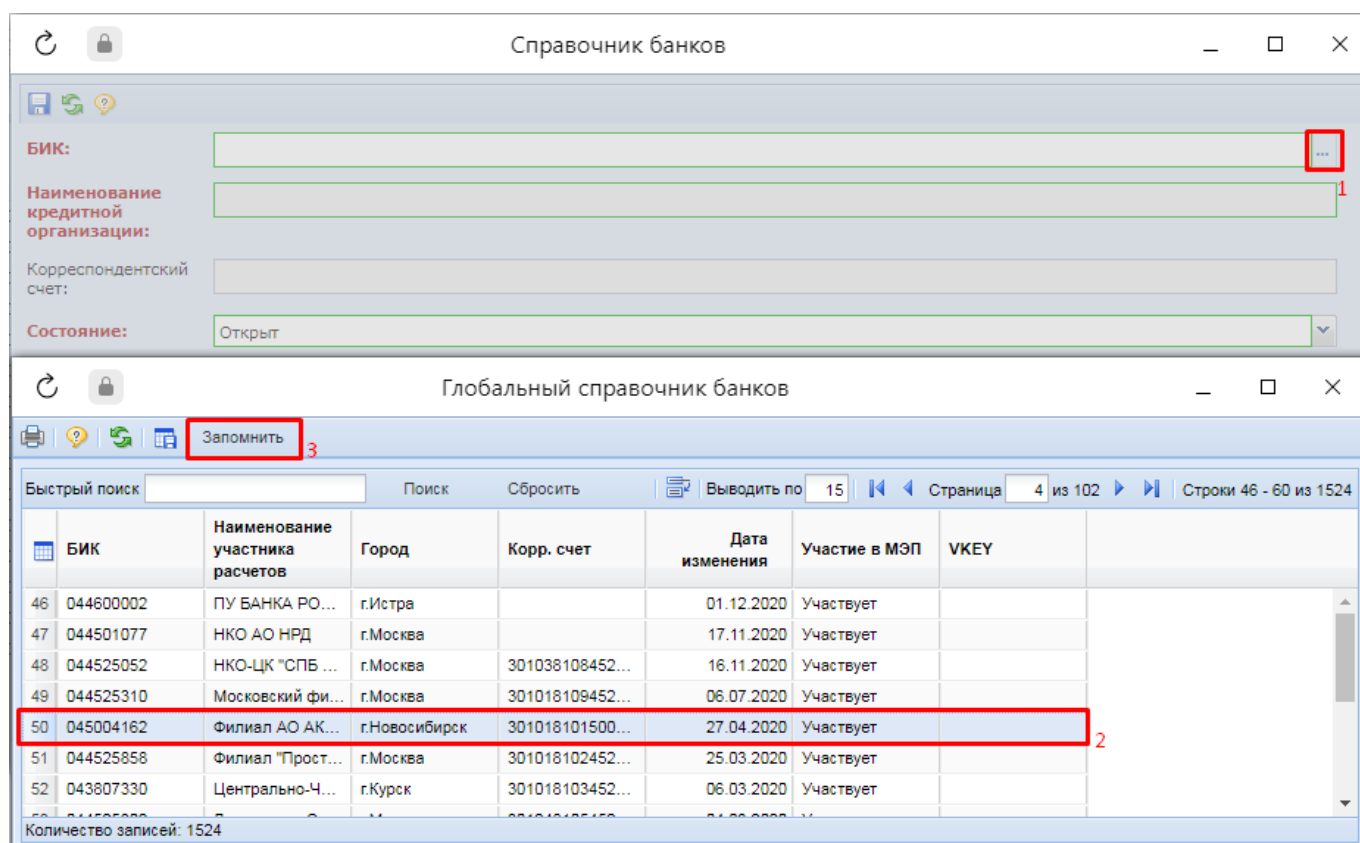 Справочник банков
БИК:
...
1
Наименование
кредитной
организации:
Корреспондентский
счет:
Состояние:
Открыт
Глобальный справочник банков
Запомнить
3
Быстрый поиск Поиск Сбросить Выводить по 15 Страница 4 из 102 Строки 46 - 60 из 1524
БИК
Наименование
участника
расчетов
Город
Корр. счет
Дата
изменения
Участие в МЭП
VKEY
46 044600002 ПУ БАНКА РО... г.Истра 01.12.2020 Участвует
47 044501077 НКО АО НРД г.Москва 17.11.2020 Участвует
48 044525052 НКО-ЦК "СПБ ... г.Москва 301038108452... 16.11.2020 Участвует
49 044525310 Московский фи... г.Москва 301018109452... 06.07.2020 Участвует
50 045004162 Филиал АО АК... г.Новосибирск 301018101500... 27.04.2020 Участвует
2
51 044525858 Филиал "Прост... г.Москва 301018102452... 25.03.2020 Участвует
52 043807330 Центрально-Ч... г.Курск 301018103452... 06.03.2020 Участвует
Количество записей: 1524